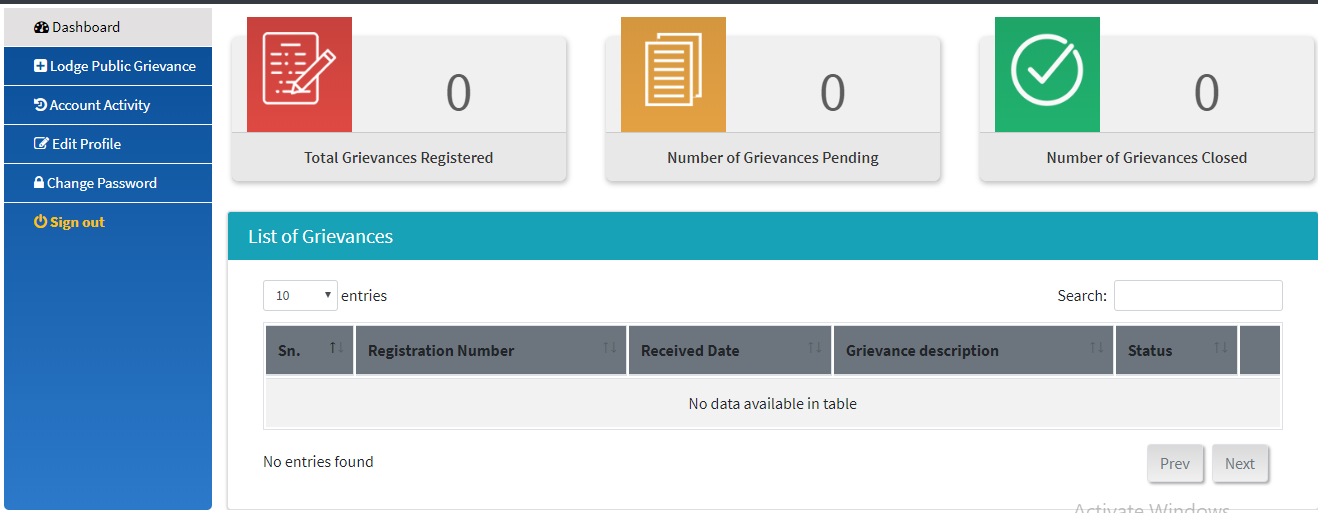 Dashboard
Lodge Public Grievance
Account Activity
Edit Profile
Change Password
Sign out
0
Total Grievances Registered
0
Number of Grievances Pending
0
Number of Grievances Closed
List of Grievances
10 entries
Search:
Sn. Registration Number Received Date Grievance description Status
No data available in table
No entries found
Prev Next
Activate Windows